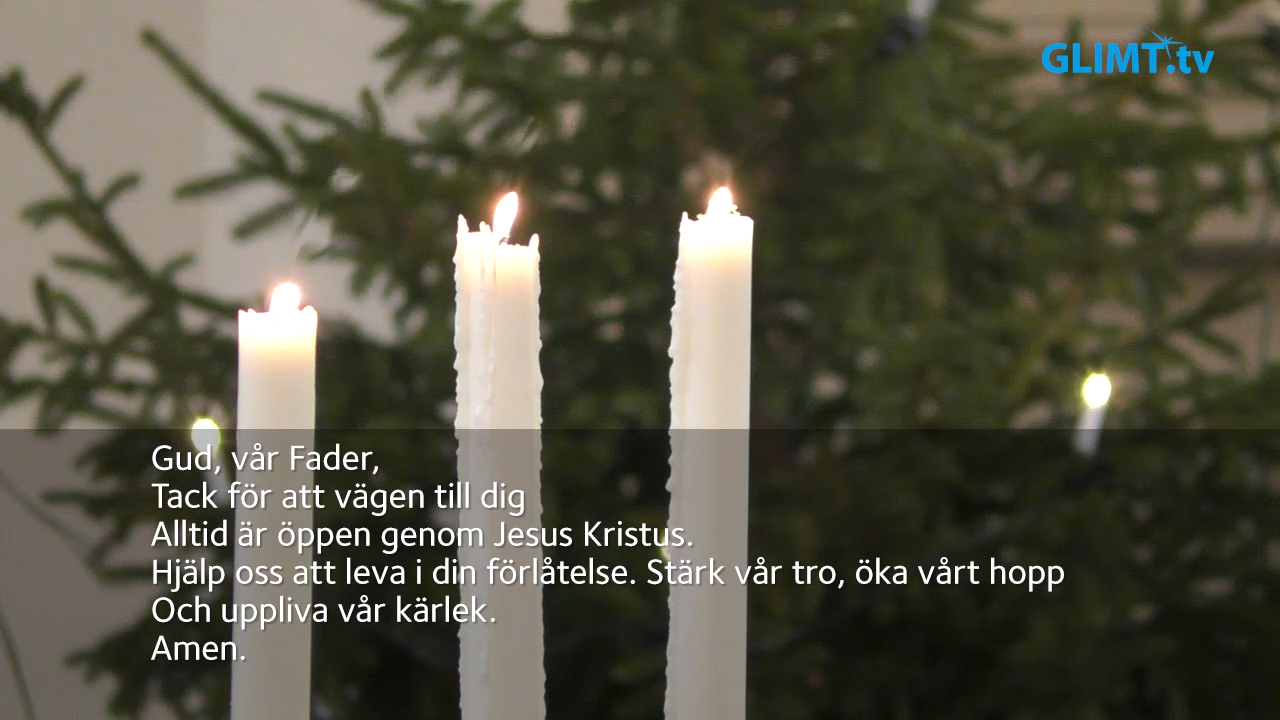 GLIMT.tv
Gud, vår Fader,
Tack för att vägen till dig
Alltid är öppen genom Jesus Kristus.
Hjälp oss att leva i din förlåtelse. Stärk vår tro, öka vårt hopp
Och uppliva vår kärlek.
Amen.